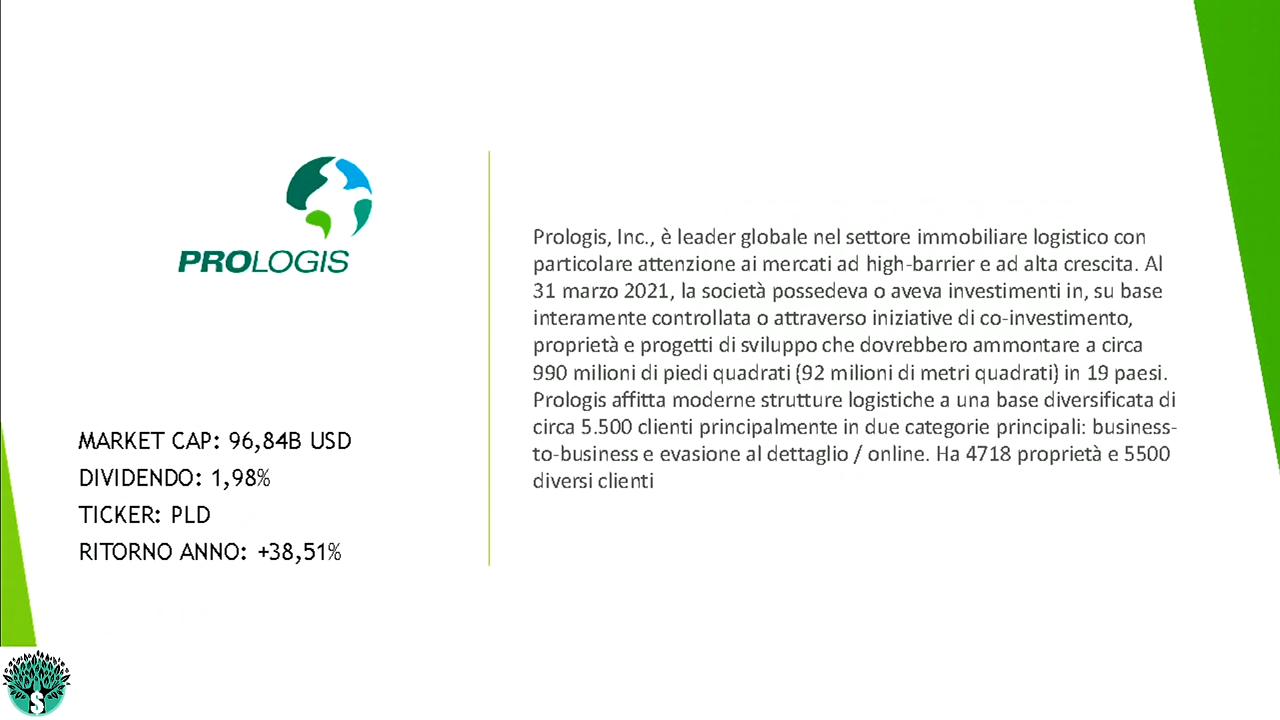 PROLOGIS
MARKET CAP: 96,84B USD
DIVIDENDO: 1,98%
TICKER: PLD
RITORNO ANNO: +38,51%
Prologis, Inc., è leader globale nel settore immobiliare logistico con
particolare attenzione ai mercati ad high-barrier e ad alta crescita. Al
31 marzo 2021, la società possedeva o aveva investimenti in, su base
interamente controllata o attraverso iniziative di co-investimento,
proprietà e progetti di sviluppo che dovrebbero ammontare a circa
990 milioni di piedi quadrati (92 milioni di metri quadrati) in 19 paesi.
Prologis affitta moderne strutture logistiche a una base diversificata di
circa 5.500 clienti principalmente in due categorie principali: business-
to-business e evasione al dettaglio / online. Ha 4718 proprietà e 5500
diversi clienti
$